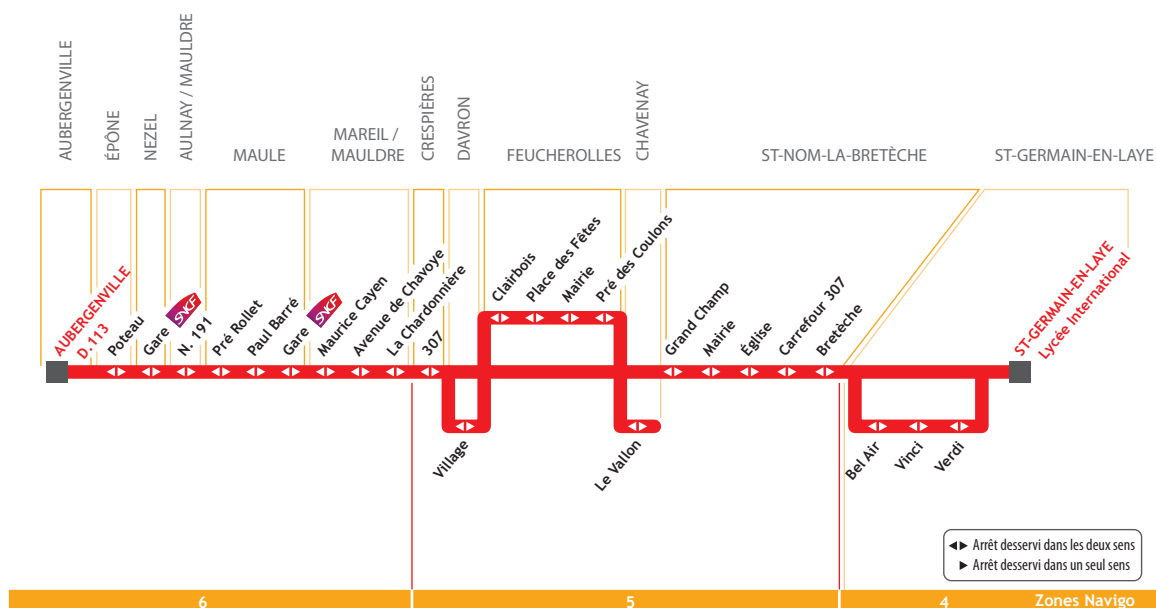 AUBERGENVILLE
ÉPÔNE
NEZEL
AULNAY / MAULDRE
MAULE
MAREIL /
MAULDRE
CRESPIÈRES
DAVRON
FEUCHEROLLES
CHAVENAY
ST-NOM-LA-BRETÈCHE
ST-GERMAIN-EN-LAYE
AUBERGENVILLE
D.113
Poteau
Gare SNCF
N. 191
Pré Rollet
Paul Barré
Gare SNCF
Maurice Cayen
Avenue de Chavoye
La Chardonnière
307
Village
Clairbois
Place des Fêtes
Mairie
Pré des Coulons
Le Vallon
Grand Champ
Mairie
Église
Carrefour 307
Bretèche
Bel Air
Vinci
Verdi
ST-GERMAIN-EN-LAYE
Lycée International
Arrêt desservi dans les deux sens
Arrêt desservi dans un seul sens
6
5
4
Zones Navigo